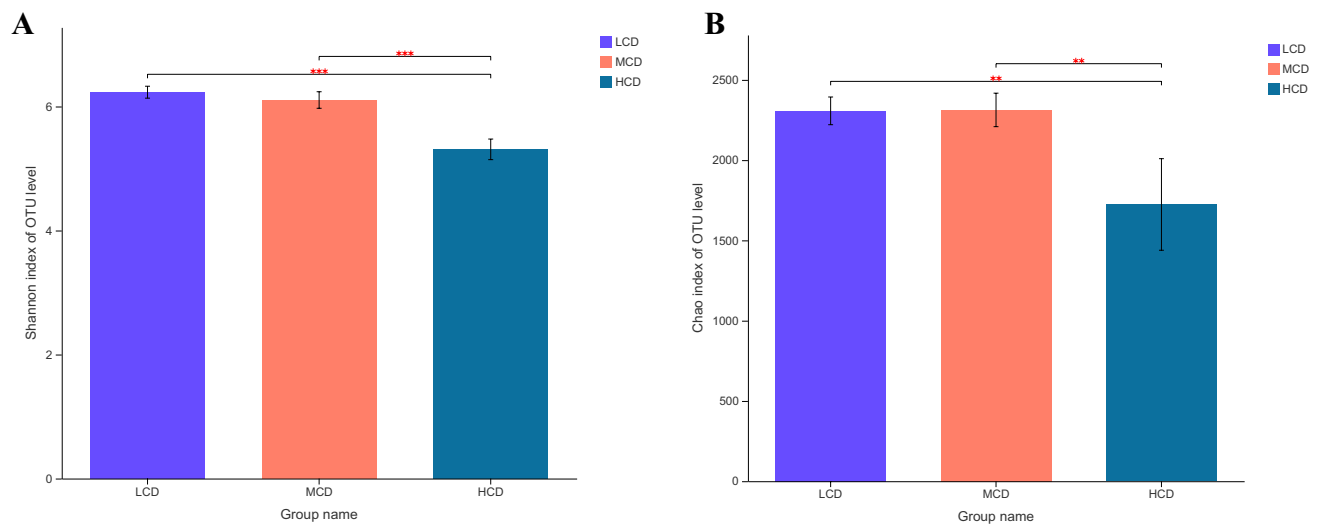 A
LCD
MCD
HCD
***
***
Shannon index of OTU level
6
4
2
0
LCD MCD HCD
Group name
B
LCD
MCD
HCD
**
**
Chao index of OTU level
2500
2000
1500
1000
500
0
LCD MCD HCD
Group name